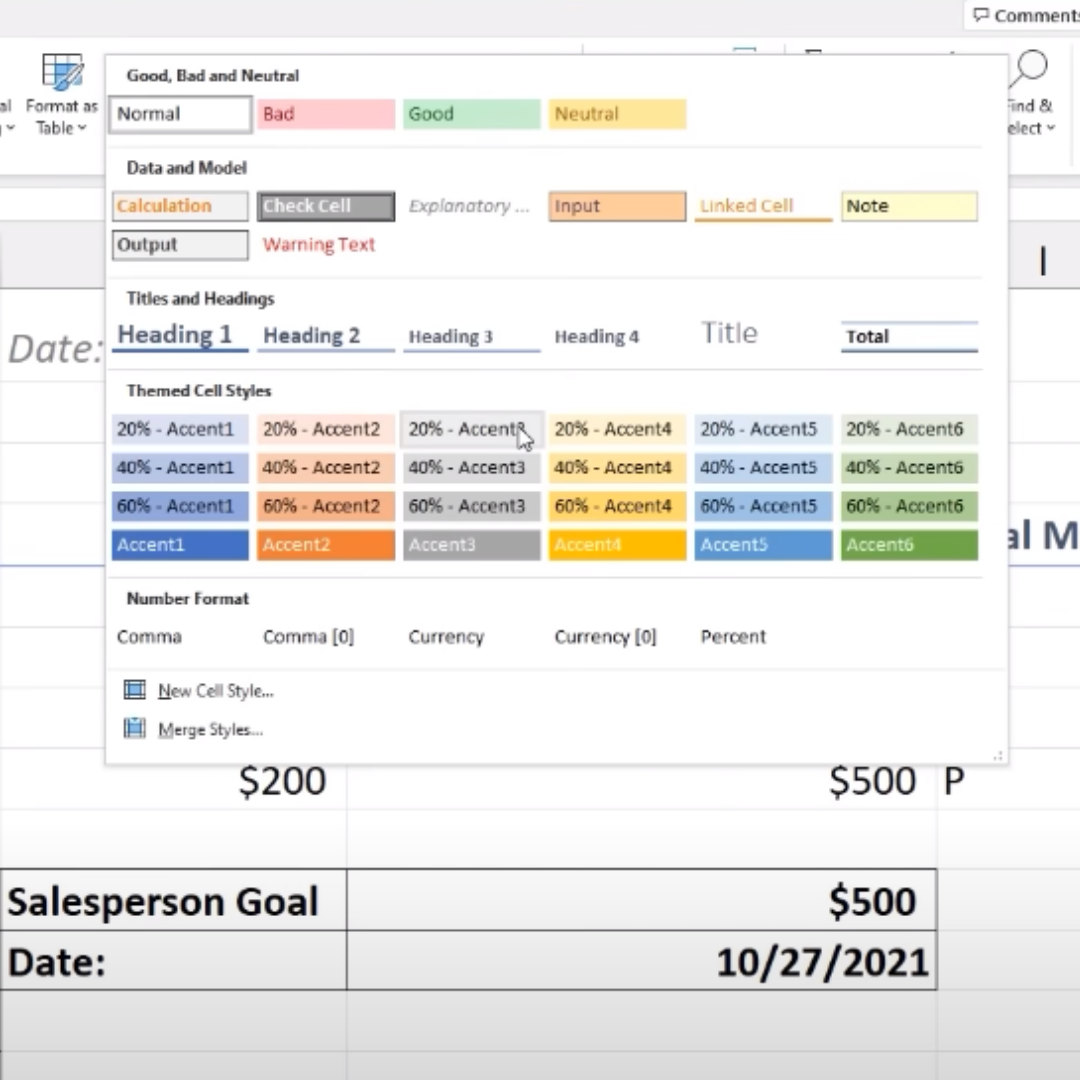 Comments
al
Format as
Table
Find &
elect
Good, Bad and Neutral
Normal Bad Good Neutral
Data and Model
Calculation Check Cell Explanatory ... Input Linked Cell Note
Output Warning Text
Titles and Headings
Heading 1 Heading 2 Heading 3 Heading 4 Title Total
Themed Cell Styles
20% - Accent1 20% - Accent2 20% - Accent3 20% - Accent4 20% - Accent5 20% - Accent6
40% - Accent1 40% - Accent2 40% - Accent3 40% - Accent4 40% - Accent5 40% - Accent6
60% - Accent1 60% - Accent2 60% - Accent3 60% - Accent4 60% - Accent5 60% - Accent6
Accent1 Accent2 Accent3 Accent4 Accent5 Accent6
Number Format
Comma Comma [0] Currency Currency [0] Percent
New Cell Style...
Merge Styles...
I
Date:
al M
$200 $500 P
Salesperson Goal $500
Date: 10/27/2021